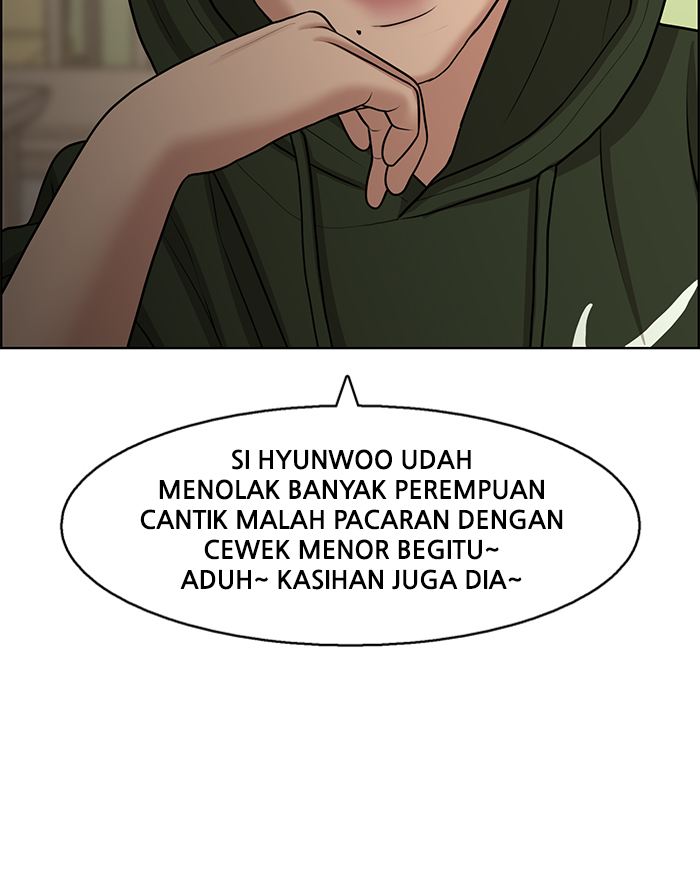 SI HYUNWOO UDAH
MENOLAK BANYAK PEREMPUAN
CANTIK MALAH PACARAN DENGAN
CEWEK MENOR BEGITU~
ADUH~ KASIHAN JUGA DIA~